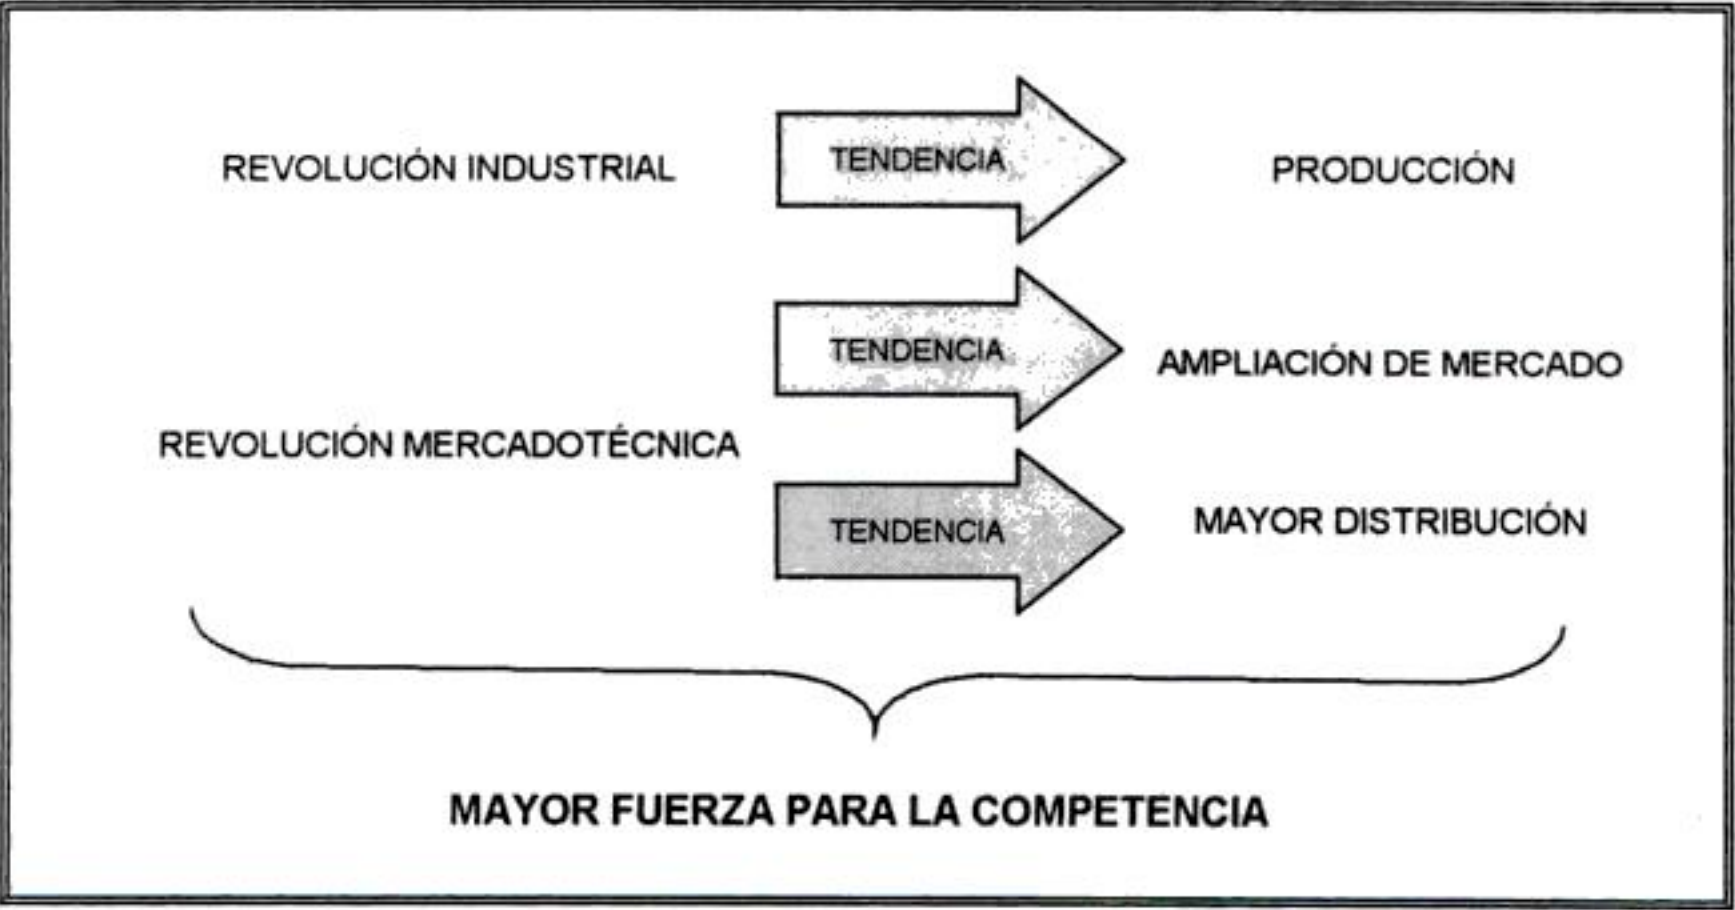 REVOLUCIÓN INDUSTRIAL
TENDENCIA
PRODUCCIÓN
TENDENCIA
AMPLIACIÓN DE MERCADO
REVOLUCIÓN MERCADOTÉCNICA
TENDENCIA
MAYOR DISTRIBUCIÓN
MAYOR FUERZA PARA LA COMPETENCIA